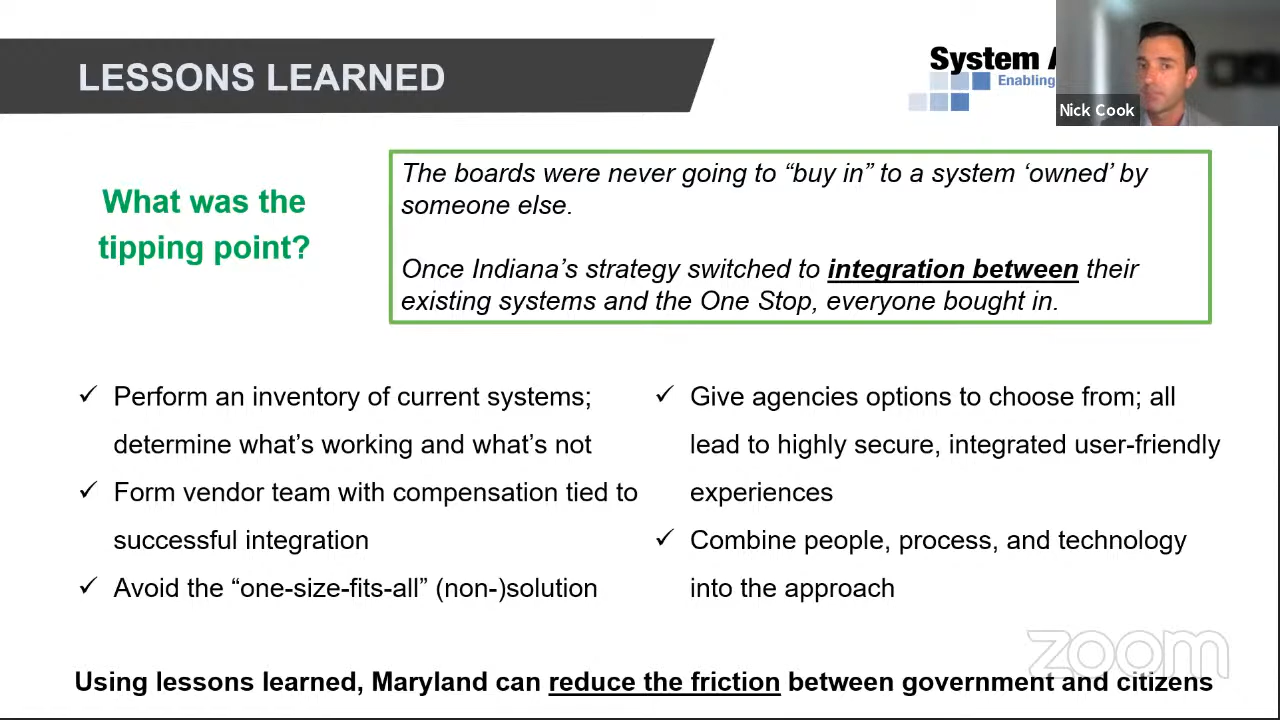 LESSONS LEARNED
System
Enabling
Nick Cook
What was the
tipping point?
The boards were never going to “buy in” to a system ‘owned’ by
someone else.
Once Indiana’s strategy switched to integration between their
existing systems and the One Stop, everyone bought in.
✓ Perform an inventory of current systems;
determine what’s working and what’s not
✓ Form vendor team with compensation tied to
successful integration
✓ Avoid the “one-size-fits-all” (non-)solution
✓ Give agencies options to choose from; all
lead to highly secure, integrated user-friendly
experiences
✓ Combine people, process, and technology
into the approach
zoom
Using lessons learned, Maryland can reduce the friction between government and citizens